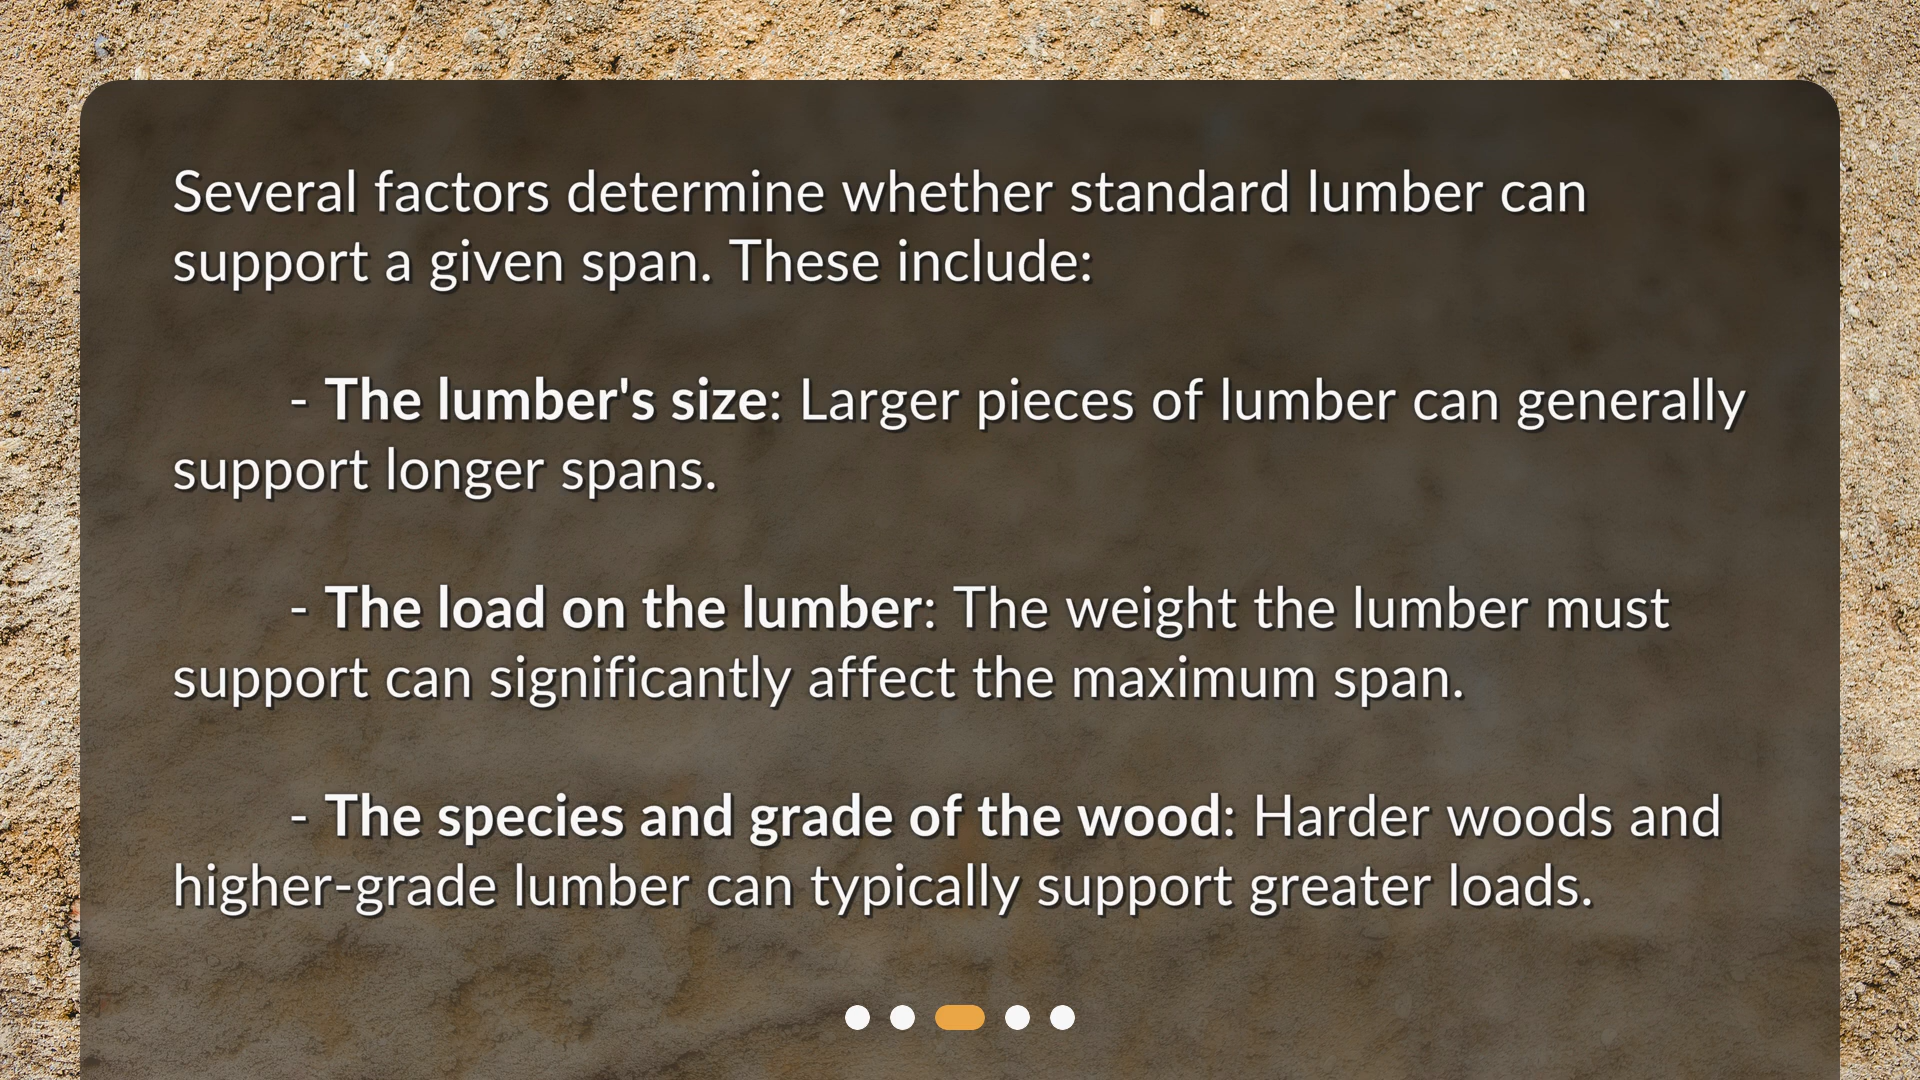 Several factors determine whether standard lumber can
support a given span. These include:
- The lumber's size: Larger pieces of lumber can generally
support longer spans.
- The load on the lumber: The weight the lumber must
support can significantly affect the maximum span.
- The species and grade of the wood: Harder woods and
higher-grade lumber can typically support greater loads.